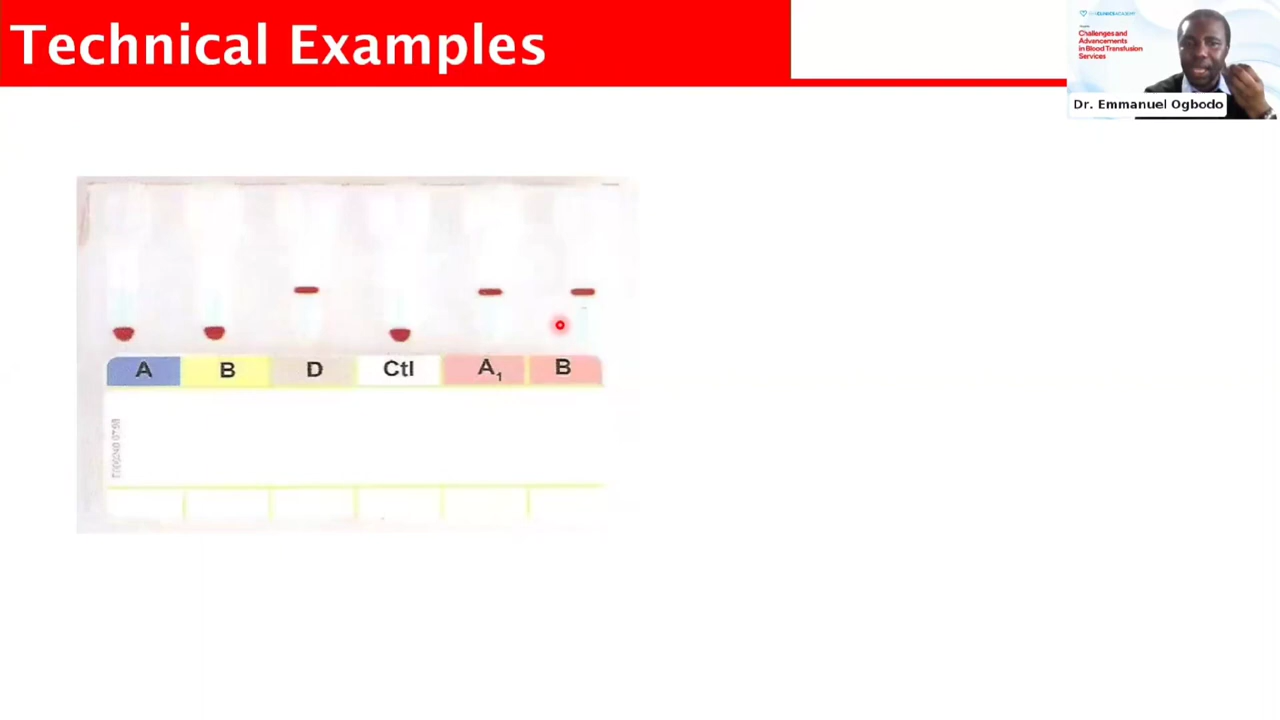 Technical Examples
Challenges and
Advancements
in Blood Transfusion
Services
Dr. Emmanuel Ogbodo
A B D Ctl A1 B